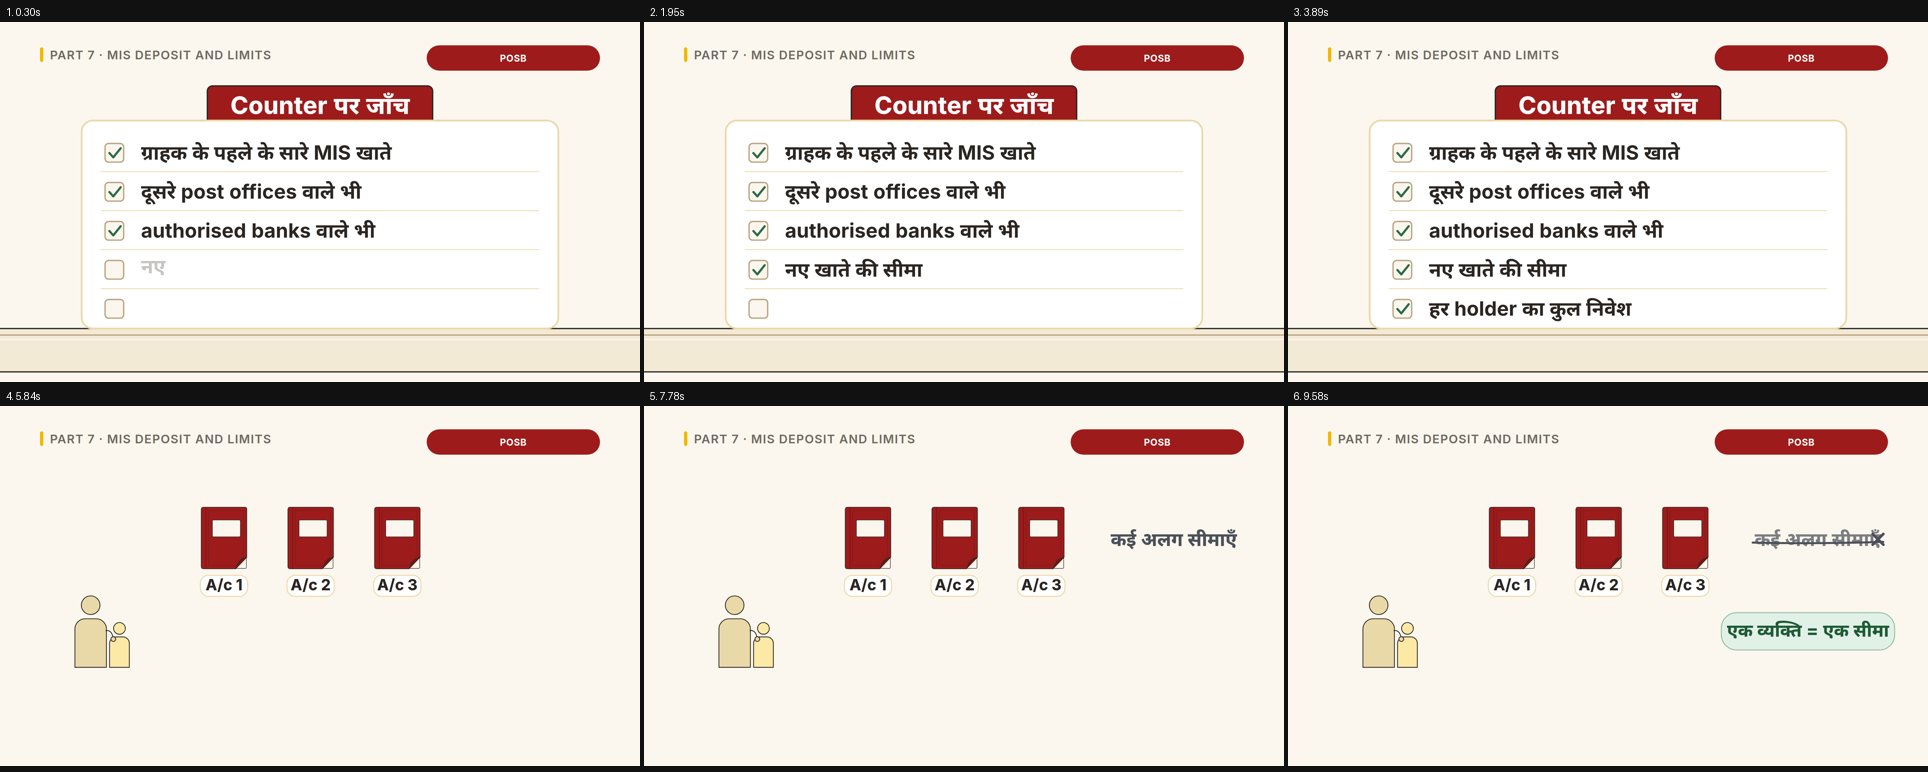 1. 0.30s
PART 7 · MIS DEPOSIT AND LIMITS
POSB
Counter पर जाँच
ग्राहक के पहले के सारे MIS खाते
दूसरे post offices वाले भी
authorised banks वाले भी
नए
2. 1.95s
PART 7 · MIS DEPOSIT AND LIMITS
POSB
Counter पर जाँच
ग्राहक के पहले के सारे MIS खाते
दूसरे post offices वाले भी
authorised banks वाले भी
नए खाते की सीमा
3. 3.89s
PART 7 · MIS DEPOSIT AND LIMITS
POSB
Counter पर जाँच
ग्राहक के पहले के सारे MIS खाते
दूसरे post offices वाले भी
authorised banks वाले भी
नए खाते की सीमा
हर holder का कुल निवेश
4. 5.84s
PART 7 · MIS DEPOSIT AND LIMITS
POSB
A/c 1 A/c 2 A/c 3
5. 7.78s
PART 7 · MIS DEPOSIT AND LIMITS
POSB
कई अलग सीमाएँ
A/c 1 A/c 2 A/c 3
6. 9.58s
PART 7 · MIS DEPOSIT AND LIMITS
POSB
कई अलग सीमाएँ
A/c 1 A/c 2 A/c 3
एक व्यक्ति = एक सीमा